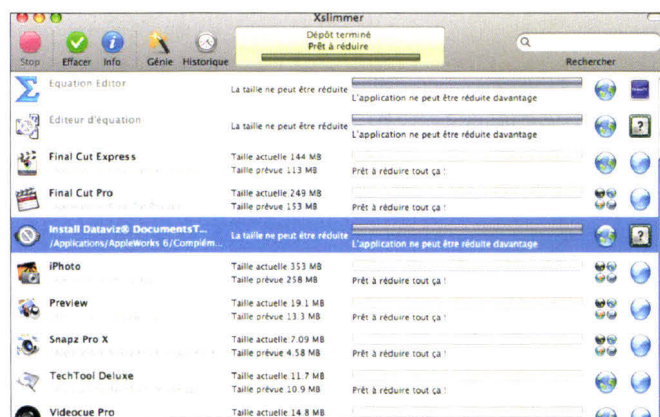 Xslimmer
Stop
Effacer
Info
Génie
Historique
Dépôt terminé
Prêt à réduire
Rechercher
Equation Editor
La taille ne peut être réduite
L'application ne peut être réduite davantage
Éditeur d'équation
La taille ne peut être réduite
L'application ne peut être réduite davantage
Final Cut Express
Taille actuelle 144 MB
Taille prévue 113 MB
Prêt à réduire tout ça !
Final Cut Pro
Taille actuelle 249 MB
Taille prévue 153 MB
Prêt à réduire tout ça !
Install Dataviz® DocumentsT...
/Applications/AppleWorks 6/Complém...
La taille ne peut être réduite
L'application ne peut être réduite davantage
iPhoto
Taille actuelle 353 MB
Taille prévue 258 MB
Prêt à réduire tout ça !
Preview
Taille actuelle 19.1 MB
Taille prévue 13.3 MB
Prêt à réduire tout ça !
Snapz Pro X
Taille actuelle 7.09 MB
Taille prévue 4.58 MB
Prêt à réduire tout ça !
TechTool Deluxe
Taille actuelle 11.7 MB
Taille prévue 10.9 MB
Prêt à réduire tout ça !
Videocue Pro
Taille actuelle 14.8 MB